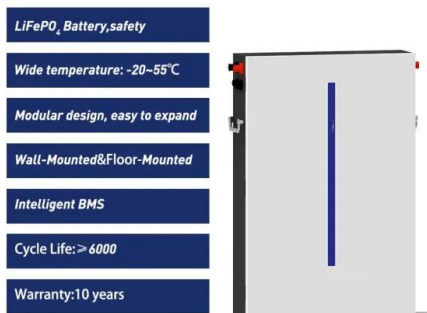 LiFePO₄ Battery,safety
Wide temperature: -20~55℃
Modular design, easy to expand
Wall-Mounted&Floor-Mounted
Intelligent BMS
Cycle Life:≥6000
Warranty:10 years